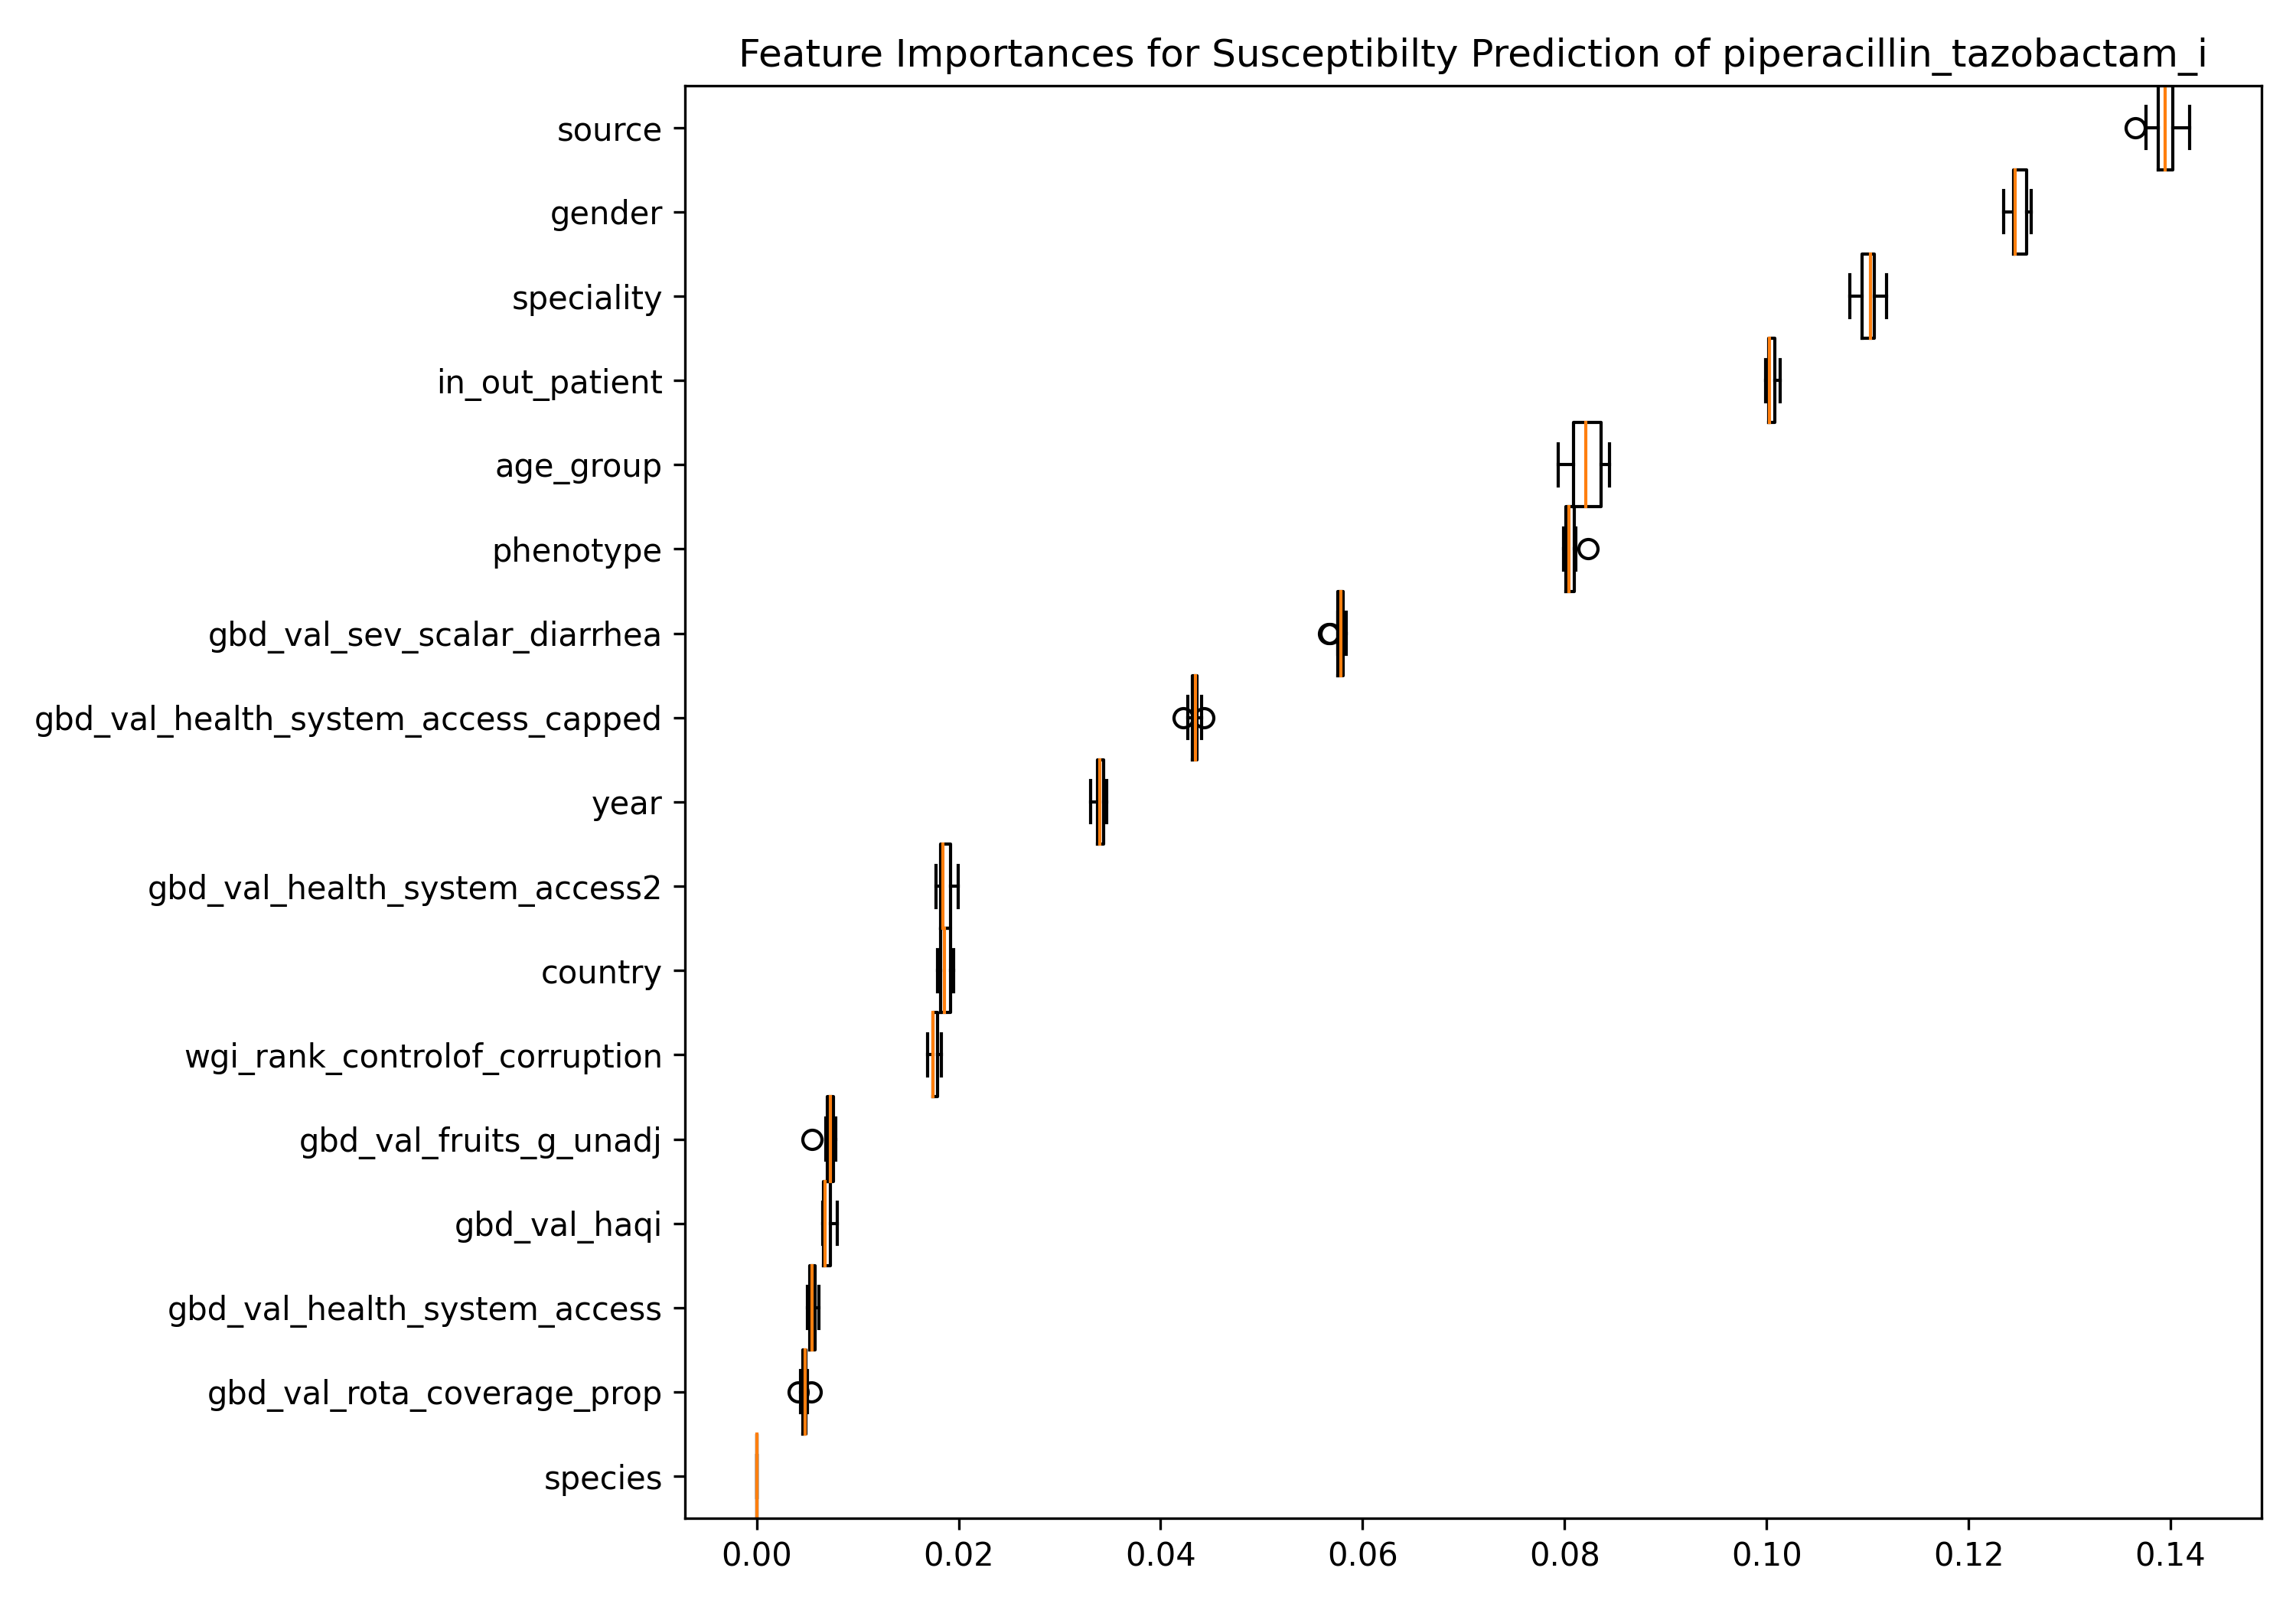 Feature Importances for Susceptibilty Prediction of piperacillin_tazobactam_i
source
gender
speciality
in_out_patient
age_group
phenotype
gbd_val_sev_scalar_diarrhea
gbd_val_health_system_access_capped
year
gbd_val_health_system_access2
country
wgi_rank_controlof_corruption
gbd_val_fruits_g_unadj
gbd_val_haqi
gbd_val_health_system_access
gbd_val_rota_coverage_prop
species
0.00 0.02 0.04 0.06 0.08 0.10 0.12 0.14